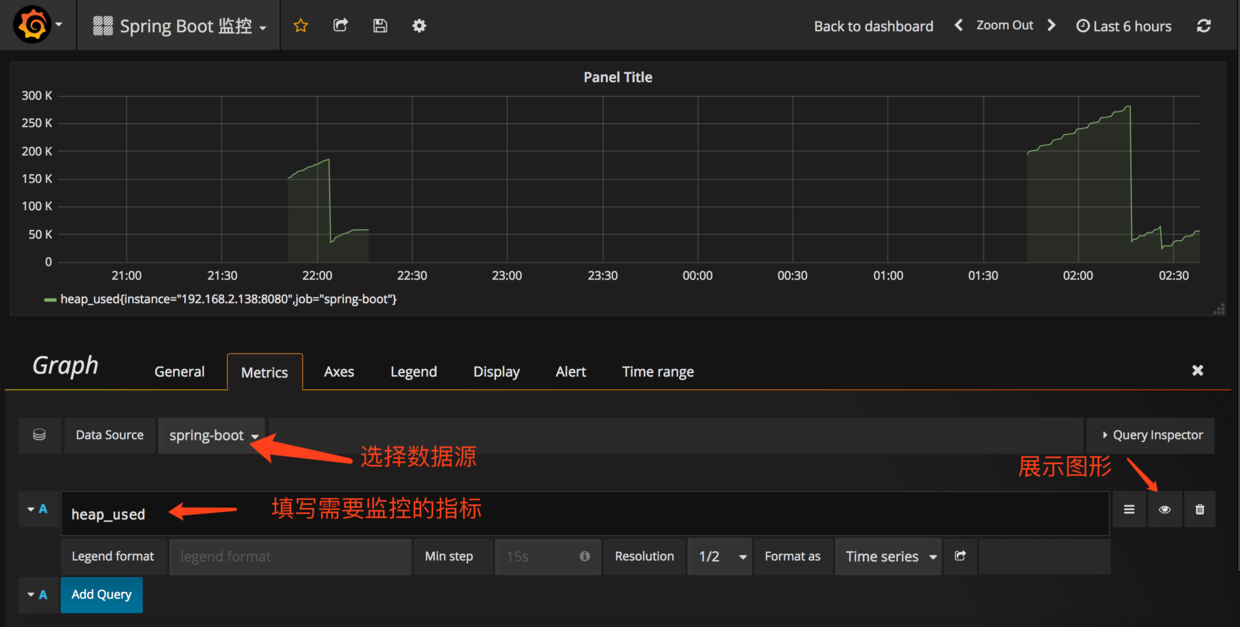 Spring Boot 监控
Back to dashboard
Zoom Out
Last 6 hours
Panel Title
300 K
250 K
200 K
150 K
100 K
50 K
0
21:00 21:30 22:00 22:30 23:00 23:30 00:00 00:30 01:00 01:30 02:00 02:30
heap_used{instance="192.168.2.138:8080",job="spring-boot"}
Graph
General Metrics Axes Legend Display Alert Time range
Data Source spring-boot Query Inspector
选择数据源
展示图形
A heap_used
填写需要监控的指标
Legend format legend format Min step 15s Resolution 1/2 Format as Time series
A Add Query